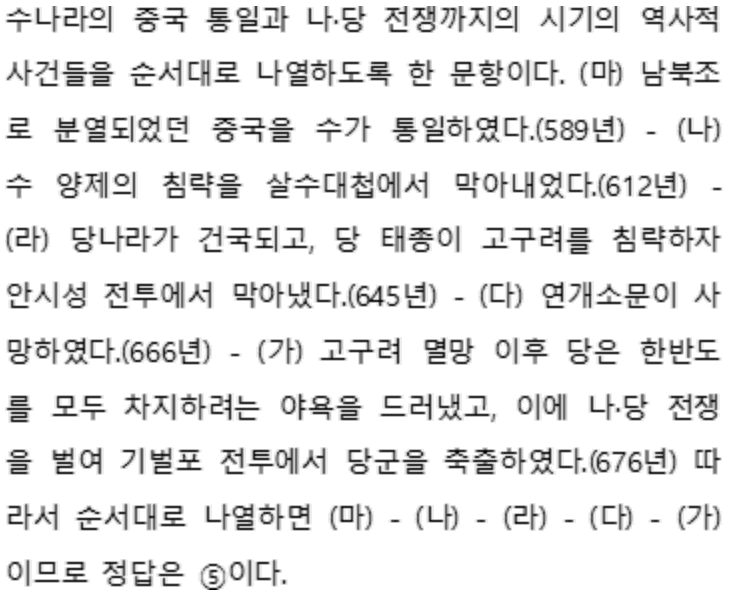 수나라의 중국 통일과 나·당 전쟁까지의 시기의 역사적
사건들을 순서대로 나열하도록 한 문항이다. (마) 남북조
로 분열되었던 중국을 수가 통일하였다.(589년) - (나)
수 양제의 침략을 살수대첩에서 막아내었다.(612년) -
(라) 당나라가 건국되고, 당 태종이 고구려를 침략하자
안시성 전투에서 막아냈다.(645년) - (다) 연개소문이 사
망하였다.(666년) - (가) 고구려 멸망 이후 당은 한반도
를 모두 차지하려는 야욕을 드러냈고, 이에 나·당 전쟁
을 벌여 기벌포 전투에서 당군을 축출하였다.(676년) 따
라서 순서대로 나열하면 (마) - (나) - (라) - (다) - (가)
이므로 정답은 ⑤이다.